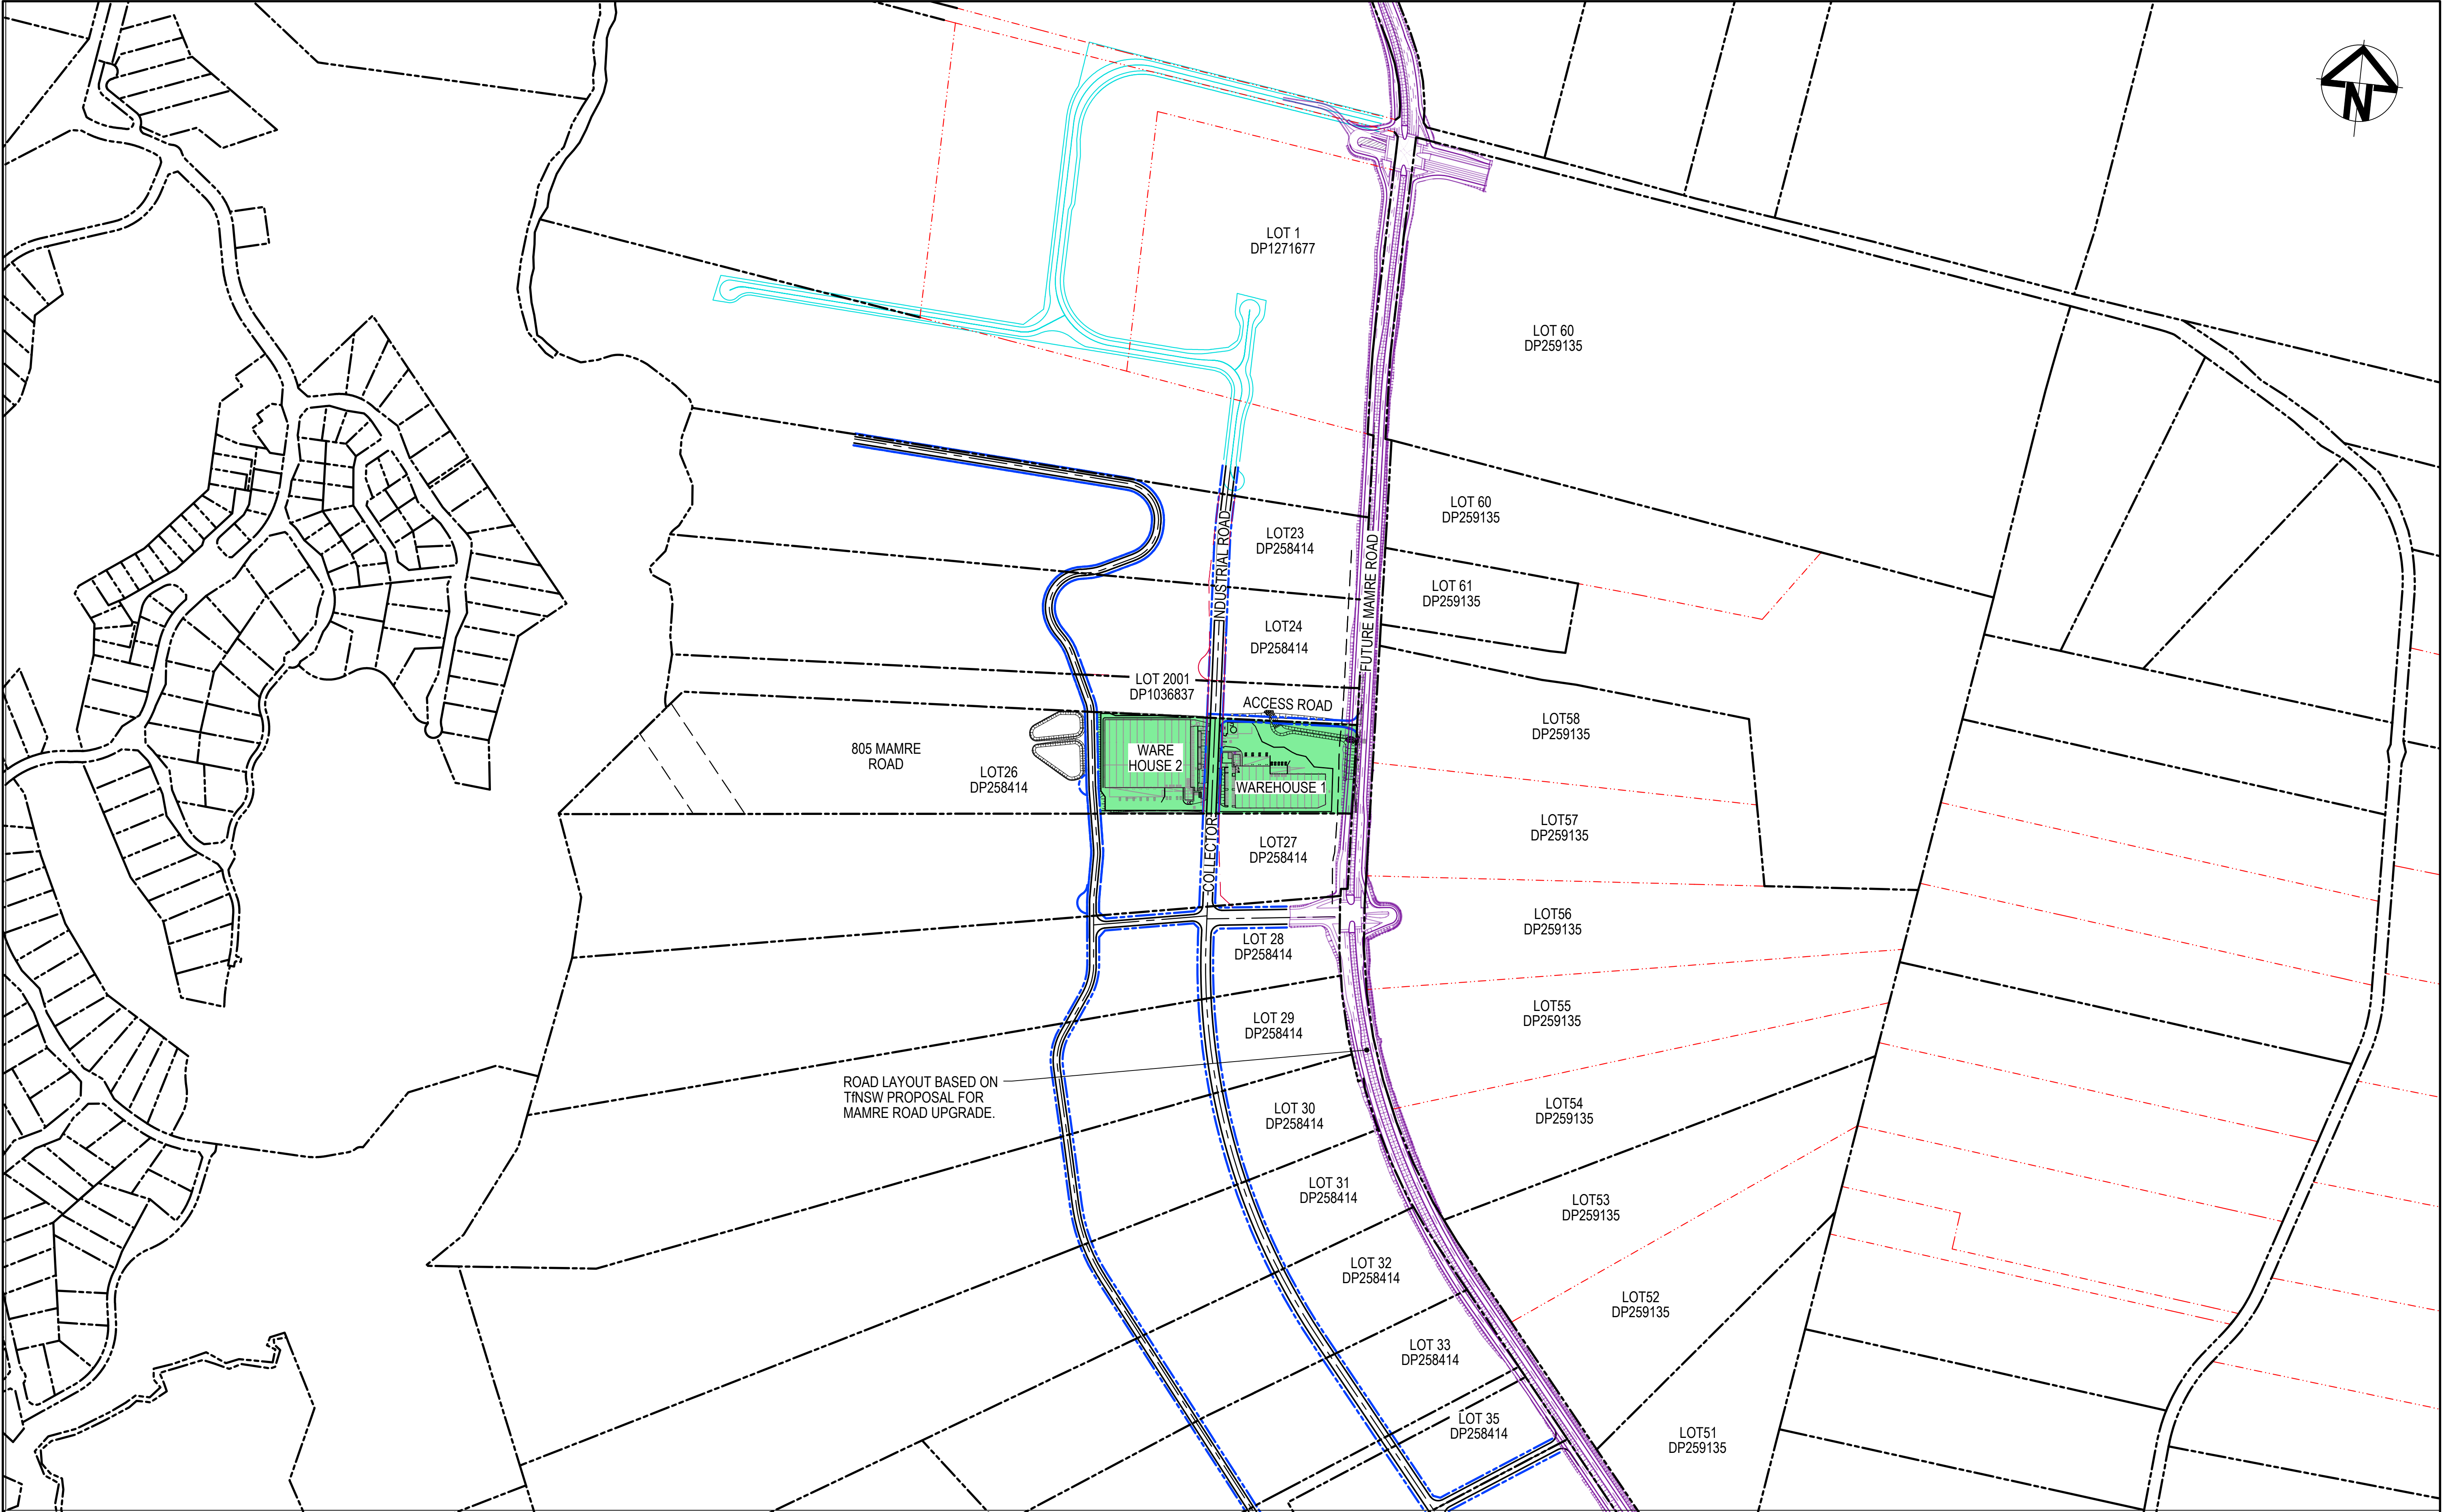 N
LOT 1
DP1271677
LOT 60
DP259135
LOT 60
DP259135
LOT23
DP258414
INDUSTRIAL ROAD
FUTURE MAMRE ROAD
LOT 61
DP259135
LOT24
DP258414
LOT 2001
DP1036837
ACCESS ROAD
LOT58
DP259135
805 MAMRE
ROAD
LOT26
DP258414
WARE
HOUSE 2
WAREHOUSE 1
COLLECTOR
LOT27
DP258414
LOT57
DP259135
LOT56
DP259135
LOT 28
DP258414
LOT55
DP259135
LOT 29
DP258414
ROAD LAYOUT BASED ON
TfNSW PROPOSAL FOR
MAMRE ROAD UPGRADE.
LOT 30
DP258414
LOT54
DP259135
LOT 31
DP258414
LOT53
DP259135
LOT 32
DP258414
LOT52
DP259135
LOT 33
DP258414
LOT 35
DP258414
LOT51
DP259135